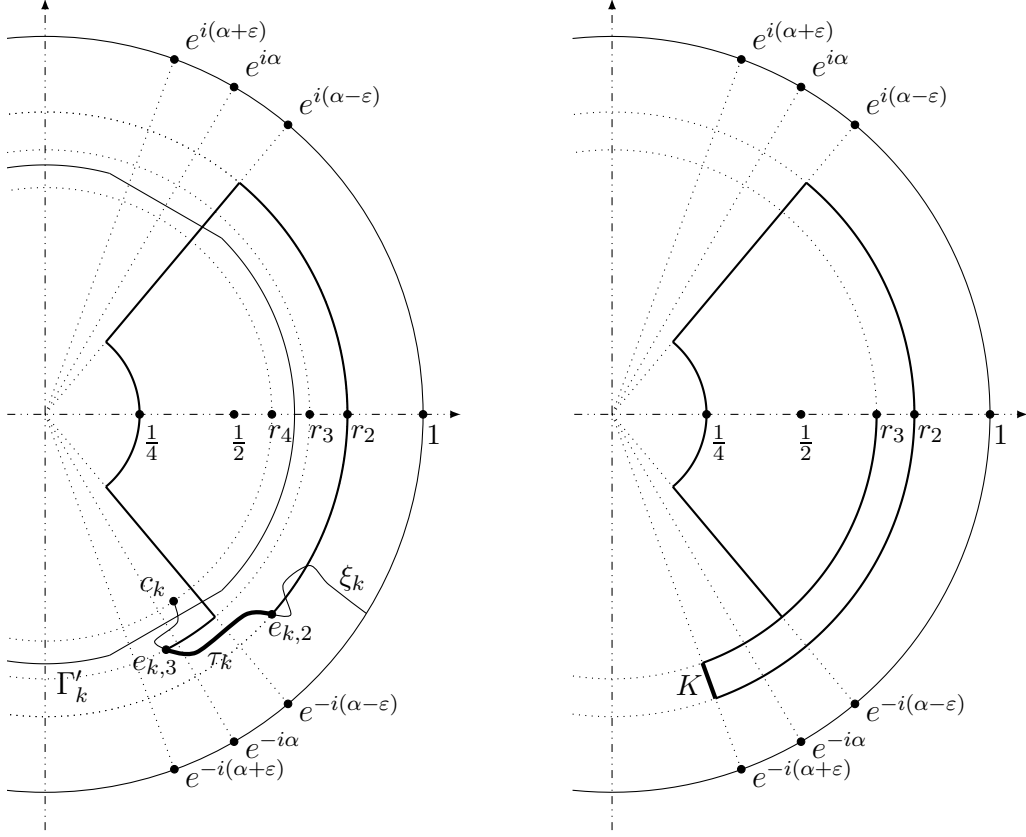 e^{i(α+ε)}
e^{iα}
e^{i(α−ε)}
1/4
1/2
r_4
r_3
r_2
1
c_k
ξ_k
e_{k,2}
e_{k,3}
τ_k
Γ′_k
e^{−i(α−ε)}
e^{−iα}
e^{−i(α+ε)}
e^{i(α+ε)}
e^{iα}
e^{i(α−ε)}
1/4
1/2
r_3
r_2
1
K
e^{−i(α−ε)}
e^{−iα}
e^{−i(α+ε)}